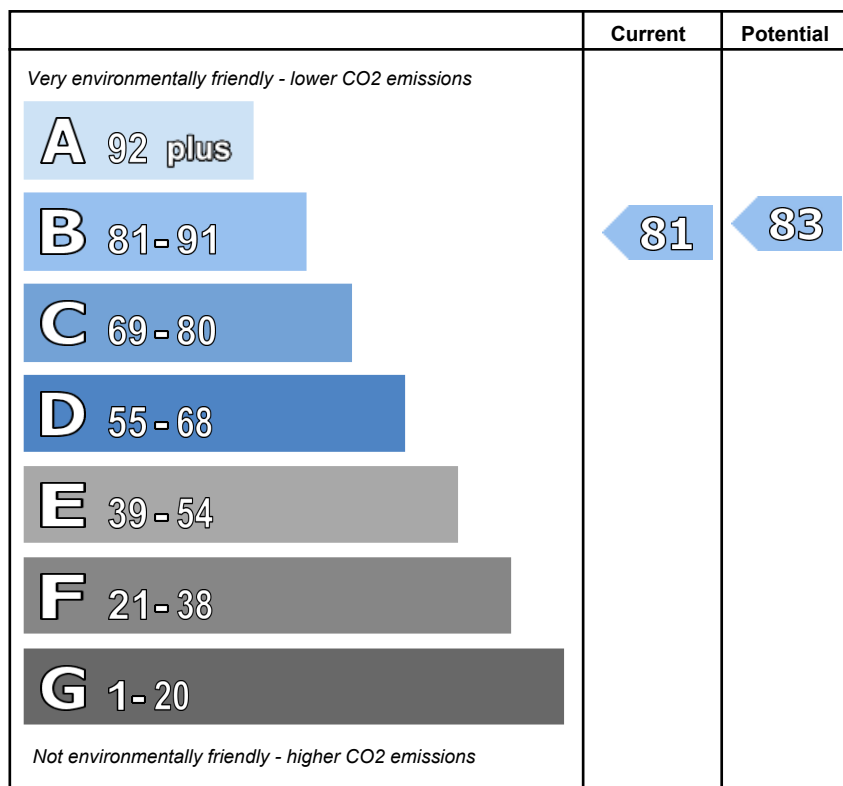 Current Potential
Very environmentally friendly - lower CO2 emissions
A 92 plus
B 81-91 81 83
C 69-80
D 55-68
E 39-54
F 21-38
G 1-20
Not environmentally friendly - higher CO2 emissions